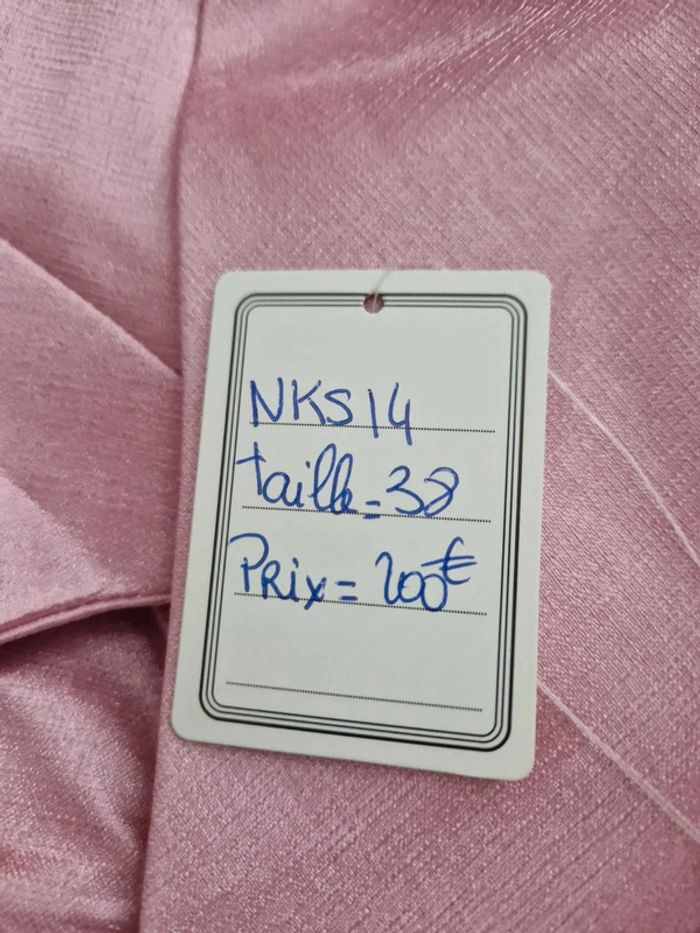 NKS14
taille = 38
Prix = 200€